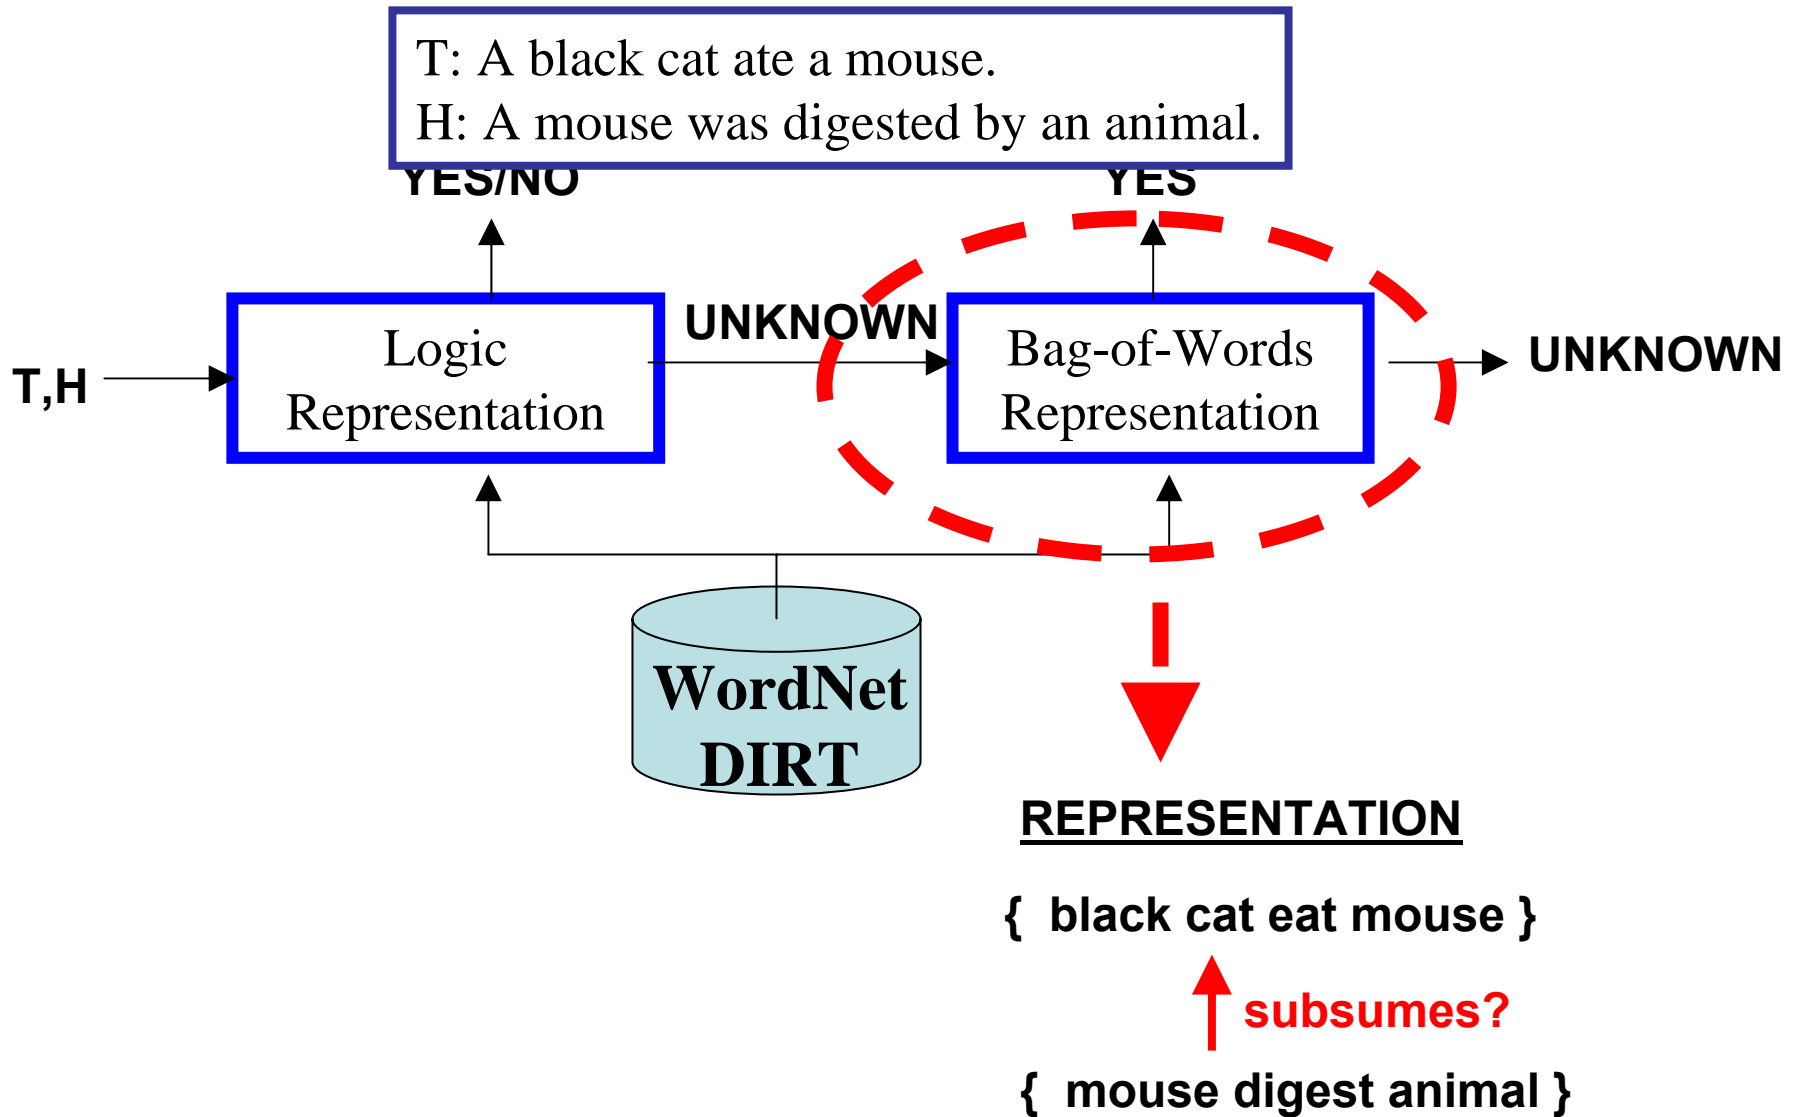 T: A black cat ate a mouse.
H: A mouse was digested by an animal.
YES/NO
YES
T,H
Logic
Representation
UNKNOWN
Bag-of-Words
Representation
UNKNOWN
WordNet
DIRT
REPRESENTATION
{ black cat eat mouse }
subsumes?
{ mouse digest animal }